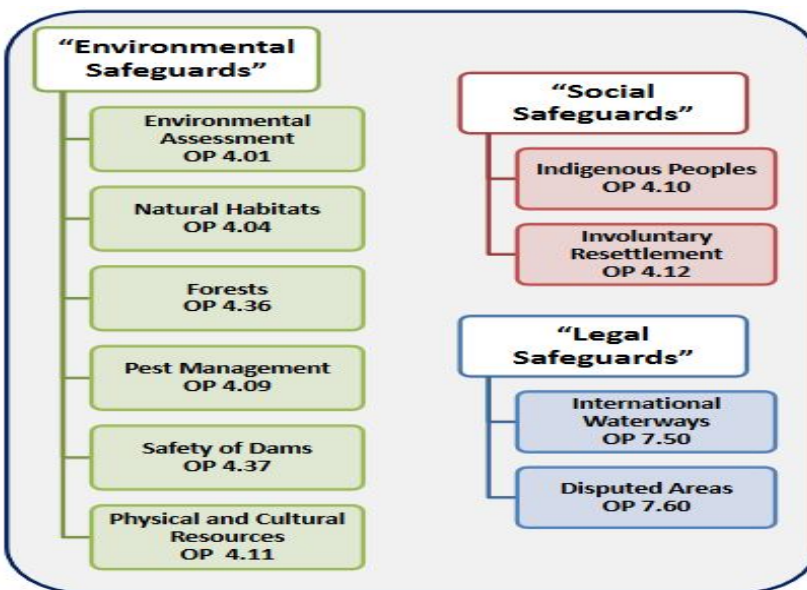 “Environmental
Safeguards”
Environmental
Assessment
OP 4.01
Natural Habitats
OP 4.04
Forests
OP 4.36
Pest Management
OP 4.09
Safety of Dams
OP 4.37
Physical and Cultural
Resources
OP 4.11
“Social
Safeguards”
Indigenous Peoples
OP 4.10
Involuntary
Resettlement
OP 4.12
“Legal
Safeguards”
International
Waterways
OP 7.50
Disputed Areas
OP 7.60